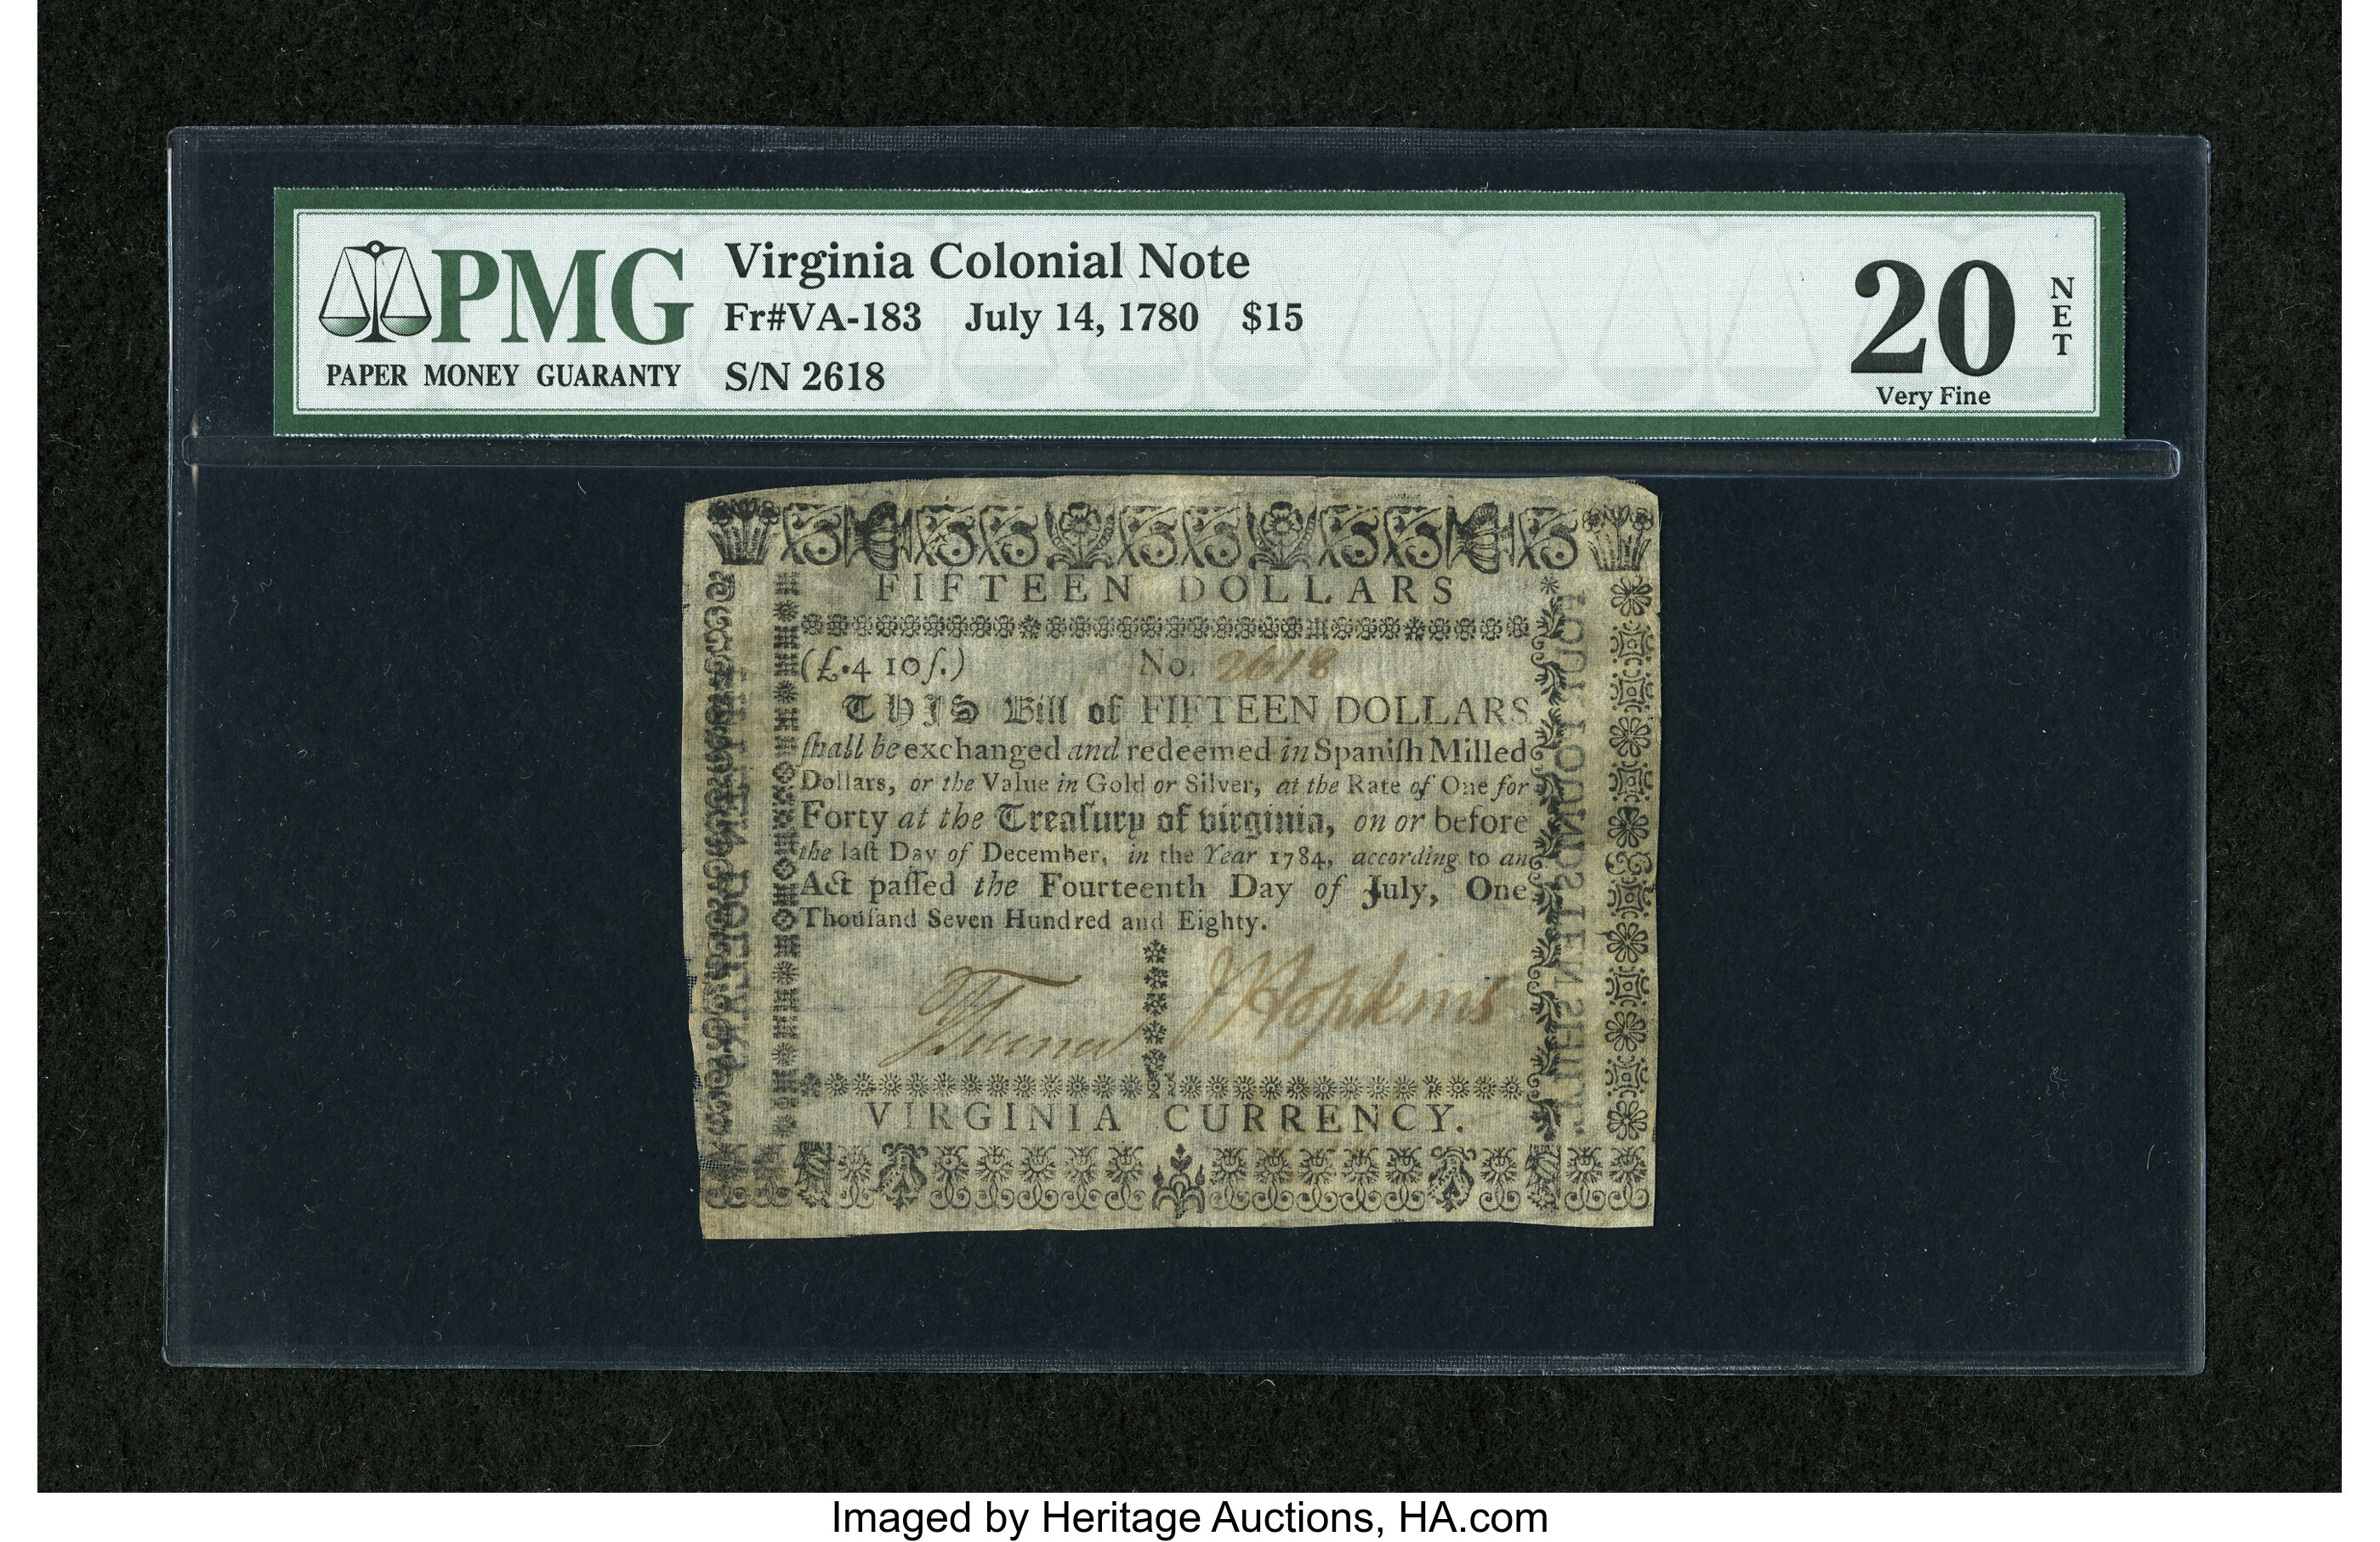 PMG
PAPER MONEY GUARANTY
Virginia Colonial Note
Fr#VA-183 July 14, 1780 $15
S/N 2618
20
NET
Very Fine
FIFTEEN DOLLARS
(£.4 10ſ.) No. 2618
THIS Bill of FIFTEEN DOLLARS
ſhall be exchanged and redeemed in Spaniſh Milled
Dollars, or the Value in Gold or Silver, at the Rate of One for
Forty at the Treaſury of virginia, on or before
the laſt Day of December, in the Year 1784, according to an
Act paſſed the Fourteenth Day of July, One
Thouſand Seven Hundred and Eighty.
J Hopkins
VIRGINIA CURRENCY.
FOUR POUNDS TEN SHILL
Imaged by Heritage Auctions, HA.com